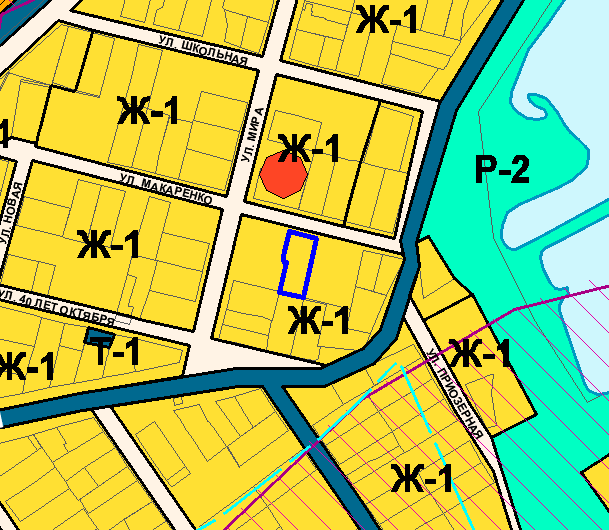 Ж-1
УЛ. ШКОЛЬНАЯ
Ж-1
УЛ. МИРА
Ж-1
1
Р-2
УЛ. МАКАРЕНКО
УЛ. НОВАЯ
Ж-1
УЛ. 40 ЛЕТ ОКТЯБРЯ
Ж-1
Т-1
Ж-1
Ж-1
УЛ. ПРИОЗЕРНАЯ
Ж-1